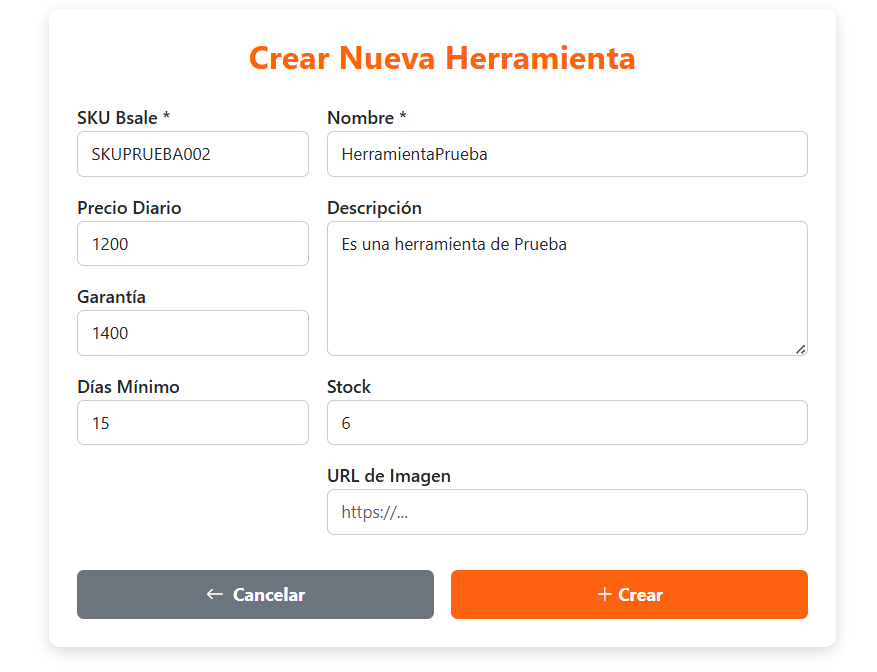 Crear Nueva Herramienta
SKU Bsale * Nombre *
SKUPRUEBA002 HerramientaPrueba
Precio Diario Descripción
1200 Es una herramienta de Prueba
Garantía
1400
Días Mínimo Stock
15 6
URL de Imagen
https://...
← Cancelar + Crear